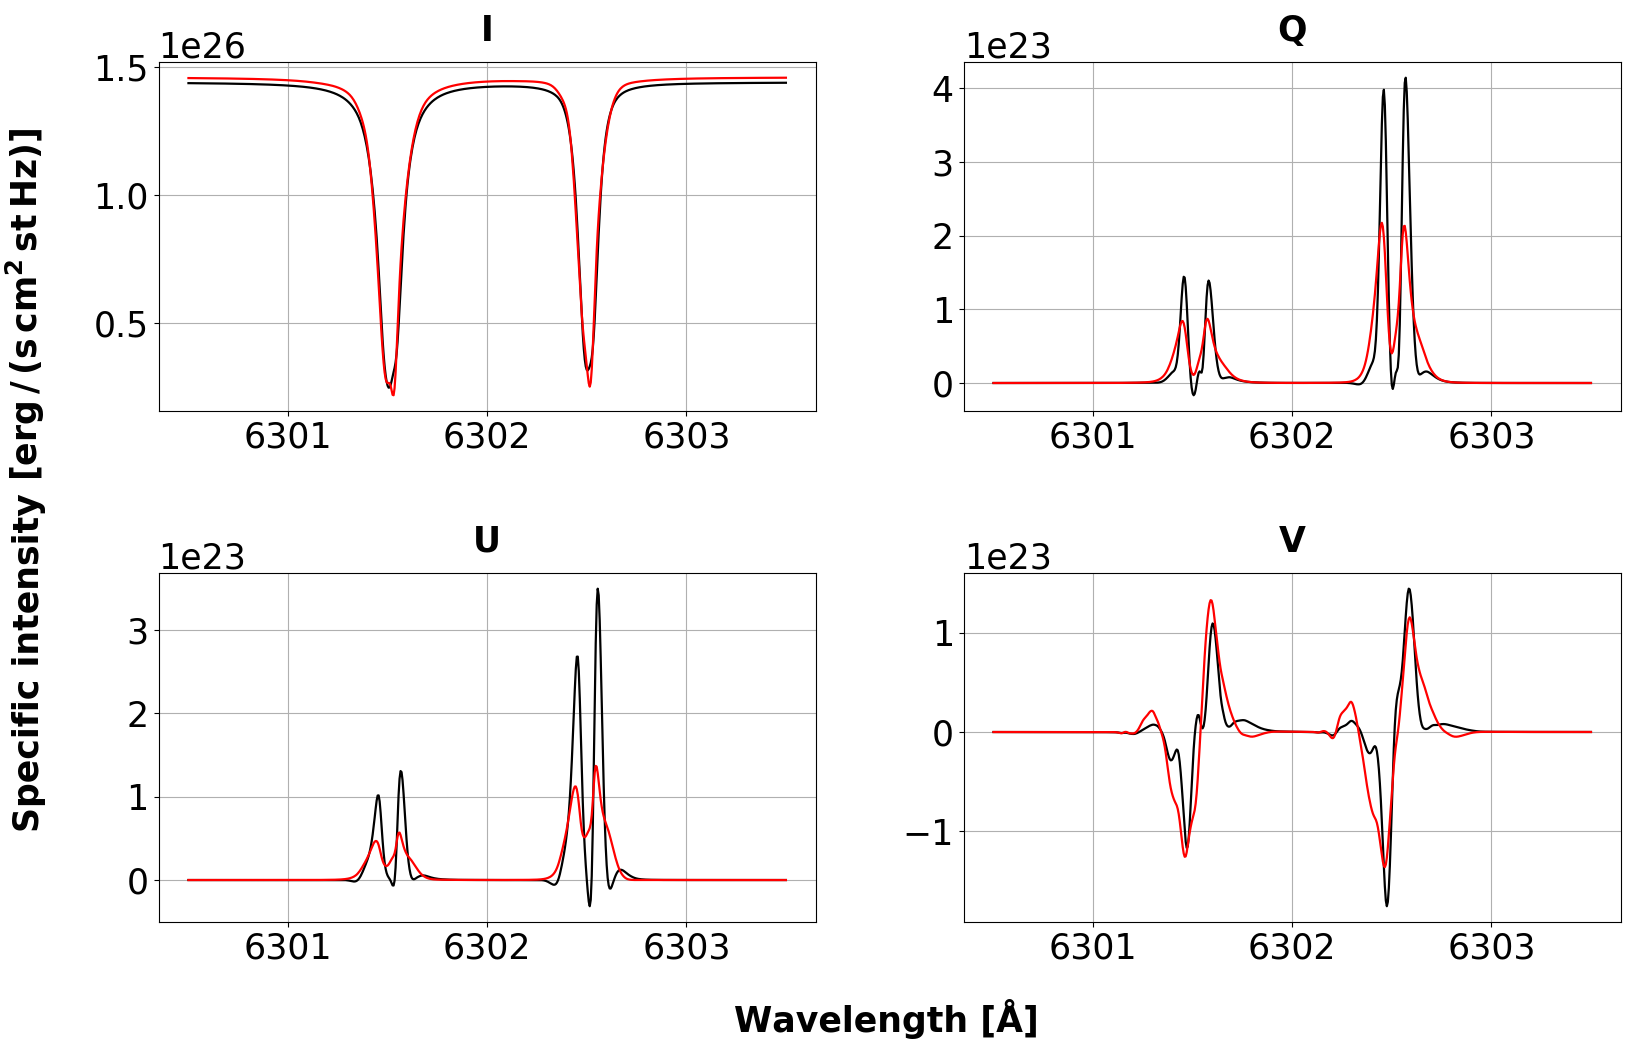 I
1e26
1.5
1.0
0.5
6301 6302 6303
Q
1e23
4
3
2
1
0
6301 6302 6303
U
1e23
3
2
1
0
6301 6302 6303
V
1e23
1
0
−1
6301 6302 6303
Specific intensity [erg / (s cm² st Hz)]
Wavelength [Å]